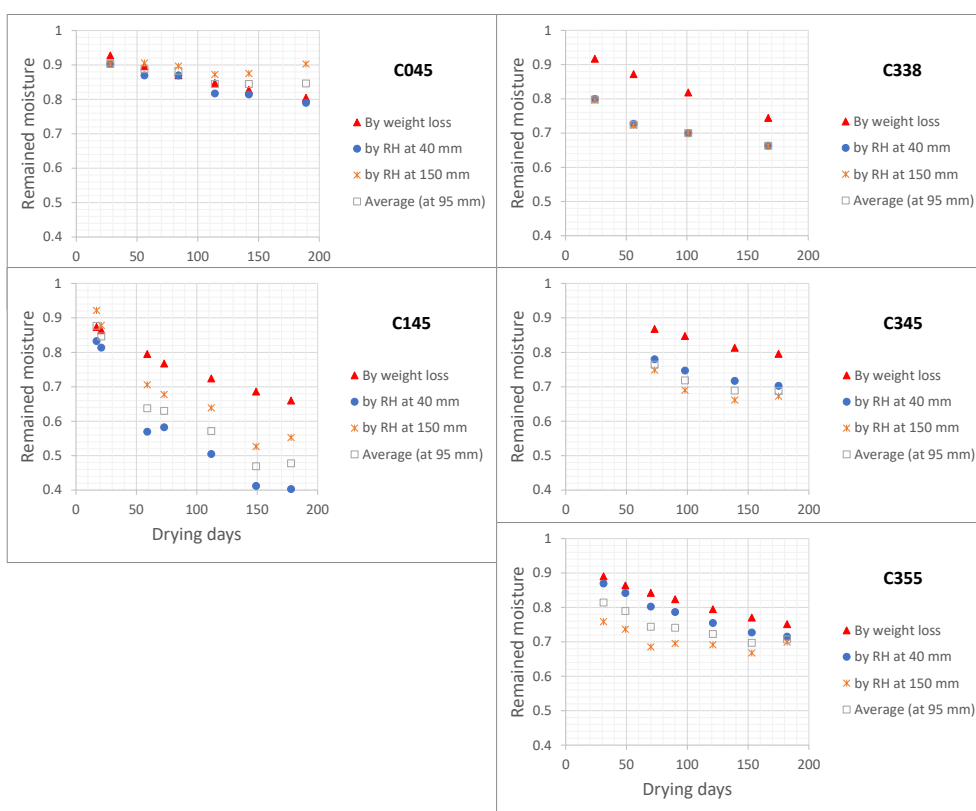 C045
Remained moisture
1
0.9
0.8
0.7
0.6
0.5
0.4
0 50 100 150 200
By weight loss
by RH at 40 mm
by RH at 150 mm
Average (at 95 mm)
C338
Remained moisture
1
0.9
0.8
0.7
0.6
0.5
0.4
0 50 100 150 200
By weight loss
by RH at 40 mm
by RH at 150 mm
Average (at 95 mm)
C145
Remained moisture
1
0.9
0.8
0.7
0.6
0.5
0.4
0 50 100 150 200
Drying days
By weight loss
by RH at 40 mm
by RH at 150 mm
Average (at 95 mm)
C345
Remained moisture
1
0.9
0.8
0.7
0.6
0.5
0.4
0 50 100 150 200
By weight loss
by RH at 40 mm
by RH at 150 mm
Average (at 95 mm)
C355
Remained moisture
1
0.9
0.8
0.7
0.6
0.5
0.4
0 50 100 150 200
Drying days
By weight loss
by RH at 40 mm
by RH at 150 mm
Average (at 95 mm)